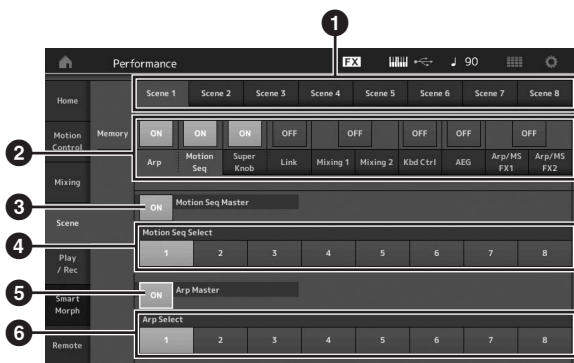 1
Performance FX 90
Home
Scene 1 Scene 2 Scene 3 Scene 4 Scene 5 Scene 6 Scene 7 Scene 8
Motion Control
Memory
2
ON ON ON OFF OFF OFF OFF OFF
Arp Motion Seq Super Knob Link Mixing 1 Mixing 2 Kbd Ctrl AEG Arp/MS FX1 Arp/MS FX2
Mixing
3
ON Motion Seq Master
Scene
4
Motion Seq Select
1 2 3 4 5 6 7 8
Play / Rec
5
ON Arp Master
Smart Morph
6
Arp Select
1 2 3 4 5 6 7 8
Remote